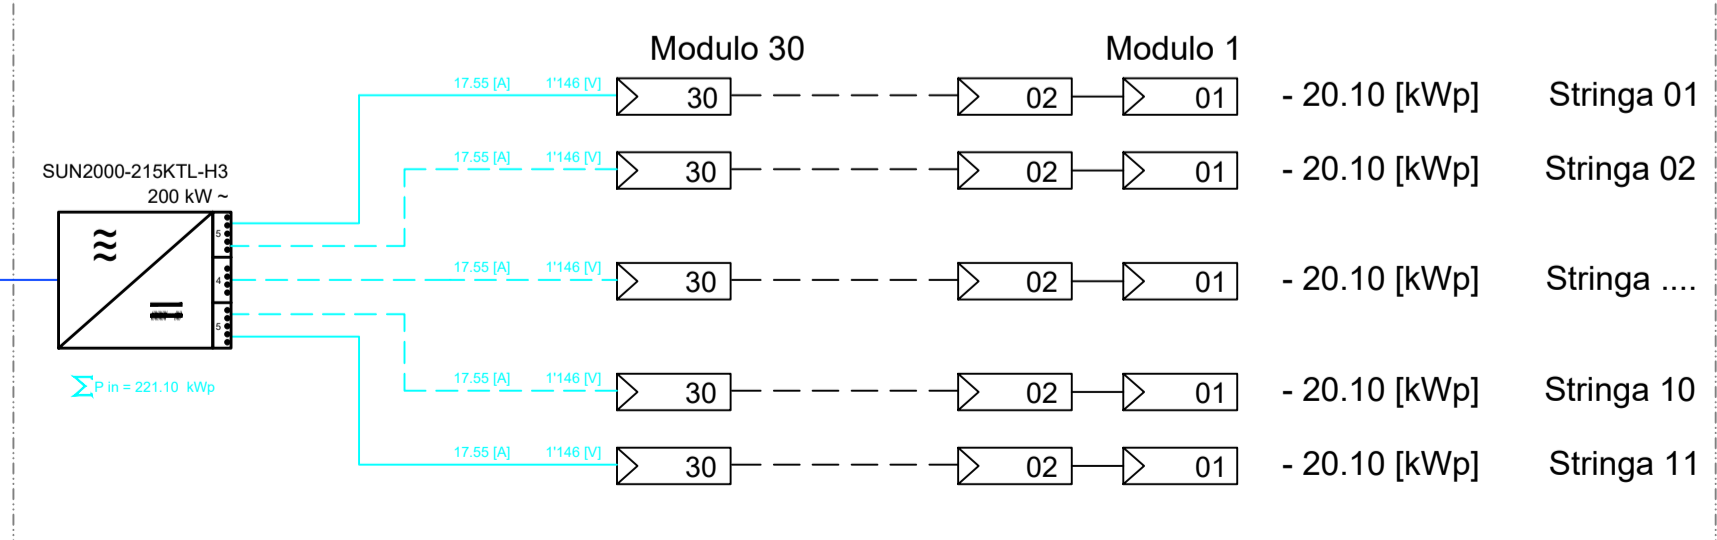 Modulo 30 Modulo 1
17.55 [A] 1'146 [V] 30 02 01 - 20.10 [kWp] Stringa 01
17.55 [A] 1'146 [V] 30 02 01 - 20.10 [kWp] Stringa 02
SUN2000-215KTL-H3
200 kW ~
5
17.55 [A] 1'146 [V] 30 02 01 - 20.10 [kWp] Stringa ....
4
5
∑P in = 221.10 kWp
17.55 [A] 1'146 [V] 30 02 01 - 20.10 [kWp] Stringa 10
17.55 [A] 1'146 [V] 30 02 01 - 20.10 [kWp] Stringa 11